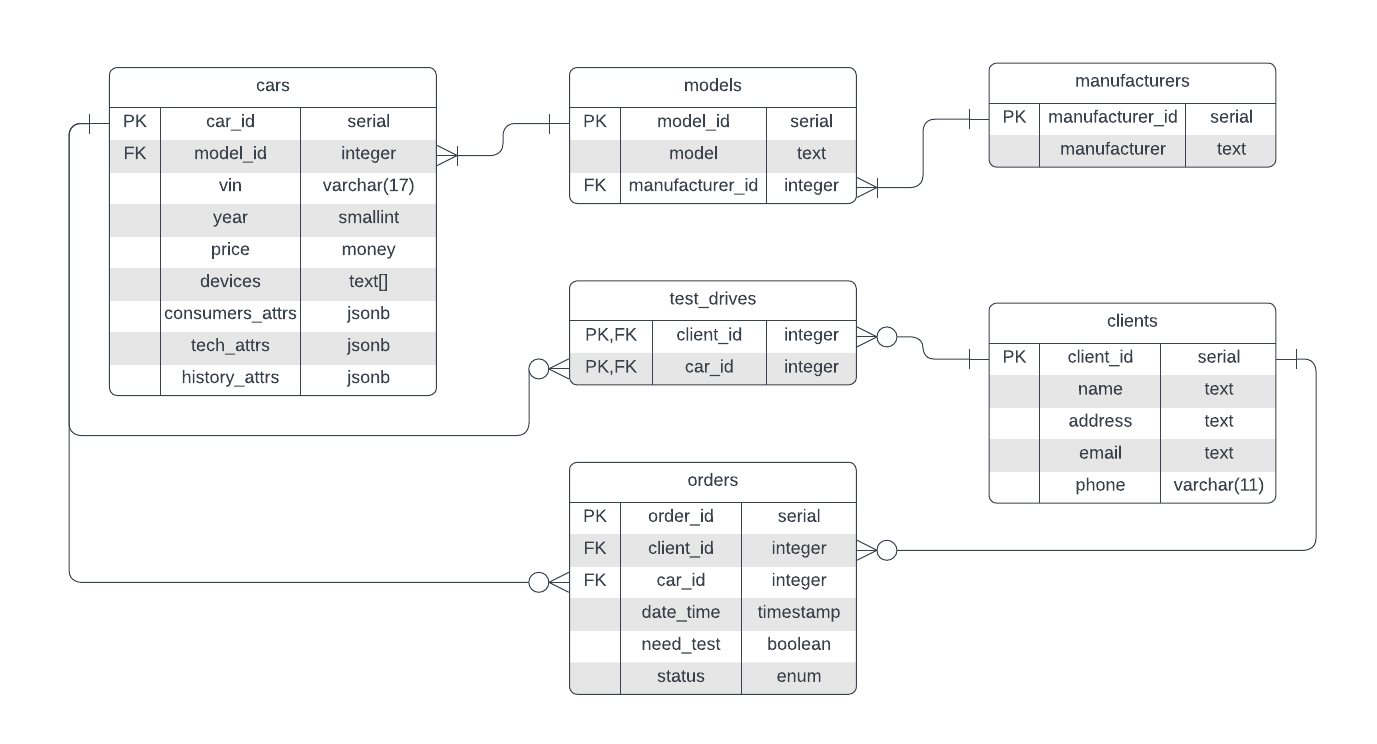 cars
PK car_id serial
FK model_id integer
vin varchar(17)
year smallint
price money
devices text[]
consumers_attrs jsonb
tech_attrs jsonb
history_attrs jsonb
models
PK model_id serial
model text
FK manufacturer_id integer
manufacturers
PK manufacturer_id serial
manufacturer text
test_drives
PK,FK client_id integer
PK,FK car_id integer
clients
PK client_id serial
name text
address text
email text
phone varchar(11)
orders
PK order_id serial
FK client_id integer
FK car_id integer
date_time timestamp
need_test boolean
status enum